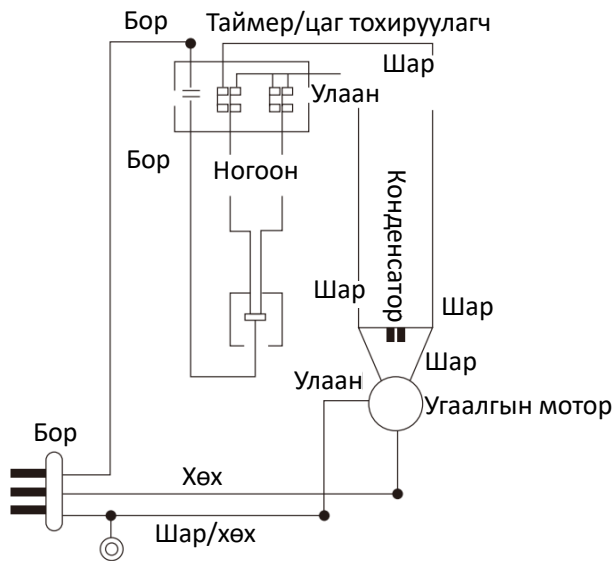 Бор
Таймер/цаг тохируулагч
Шар
Улаан
Бор
Ногоон
Конденсатор
Шар
Шар
Шар
Улаан
Угаалгын мотор
Бор
Хөх
Шар/хөх